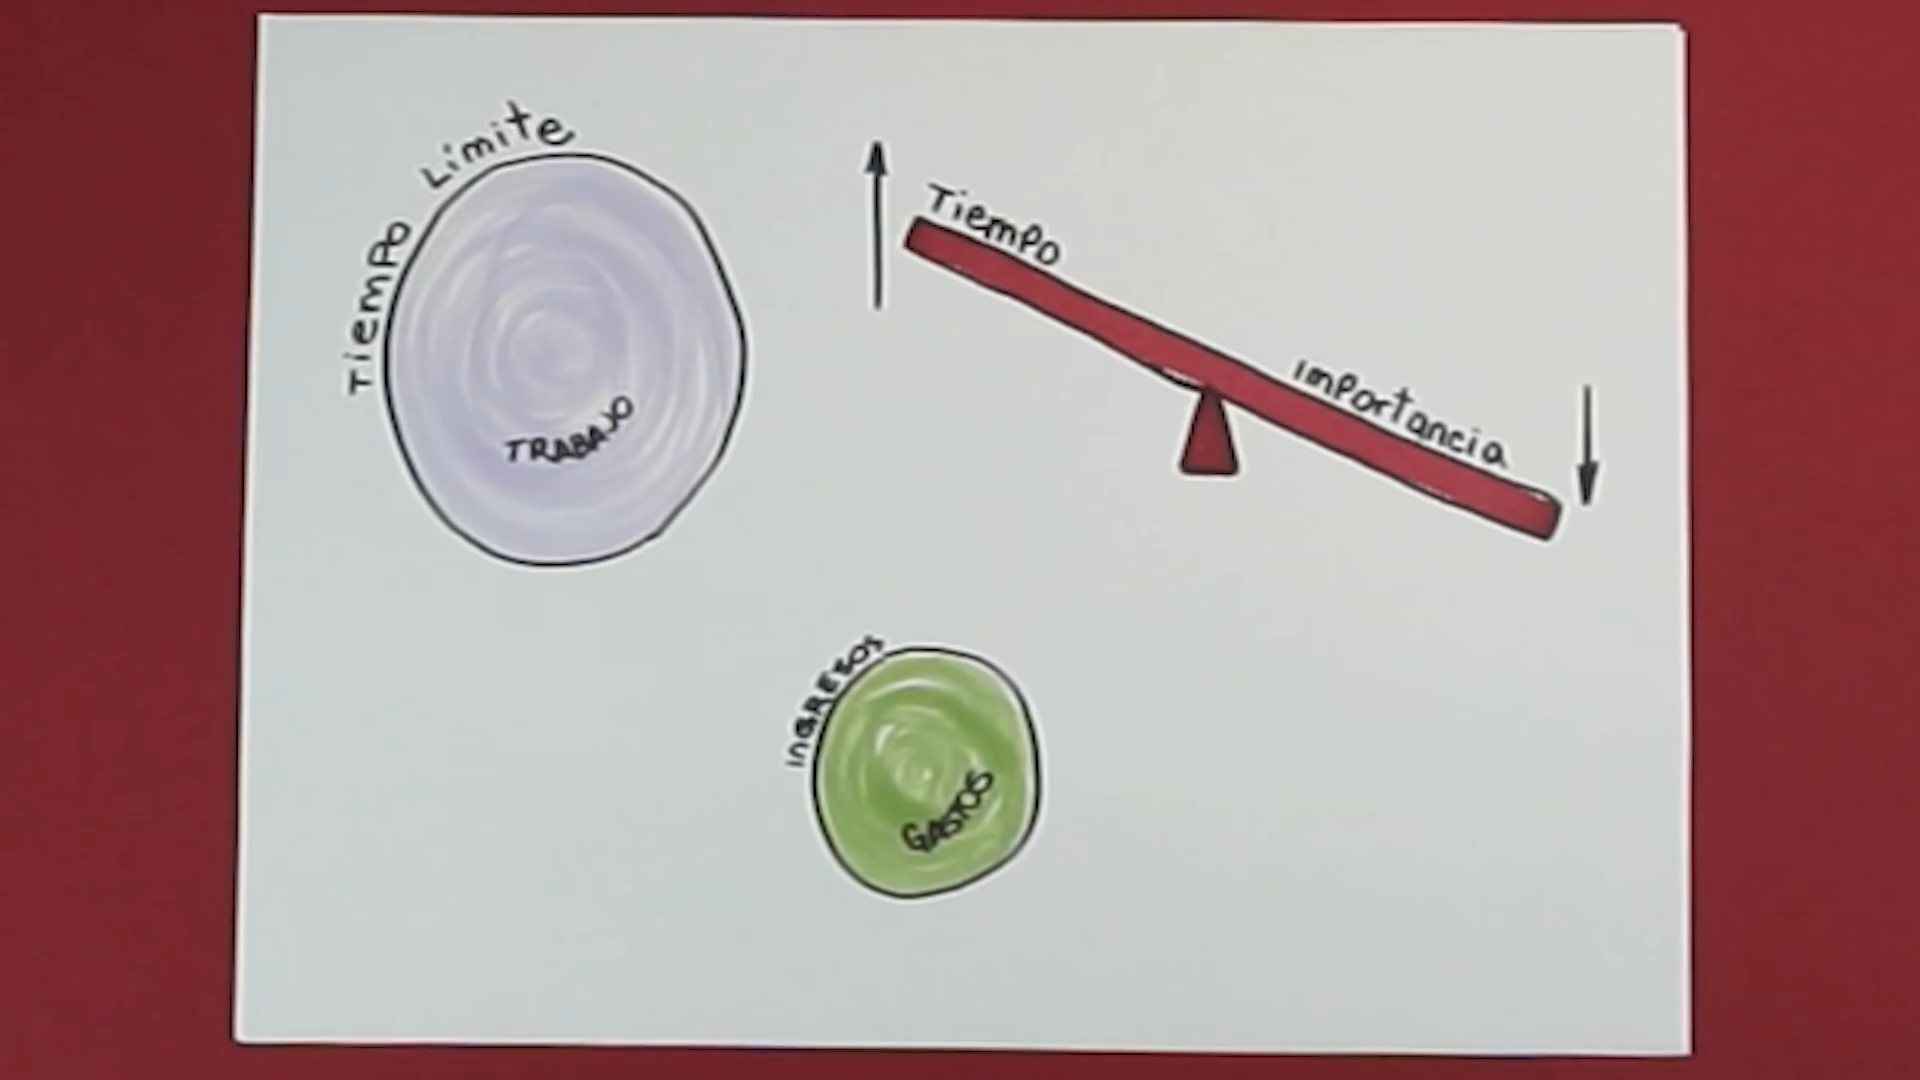 Tiempo Límite
TRABAJO
Tiempo
importancia
INGRESOS
GASTOS